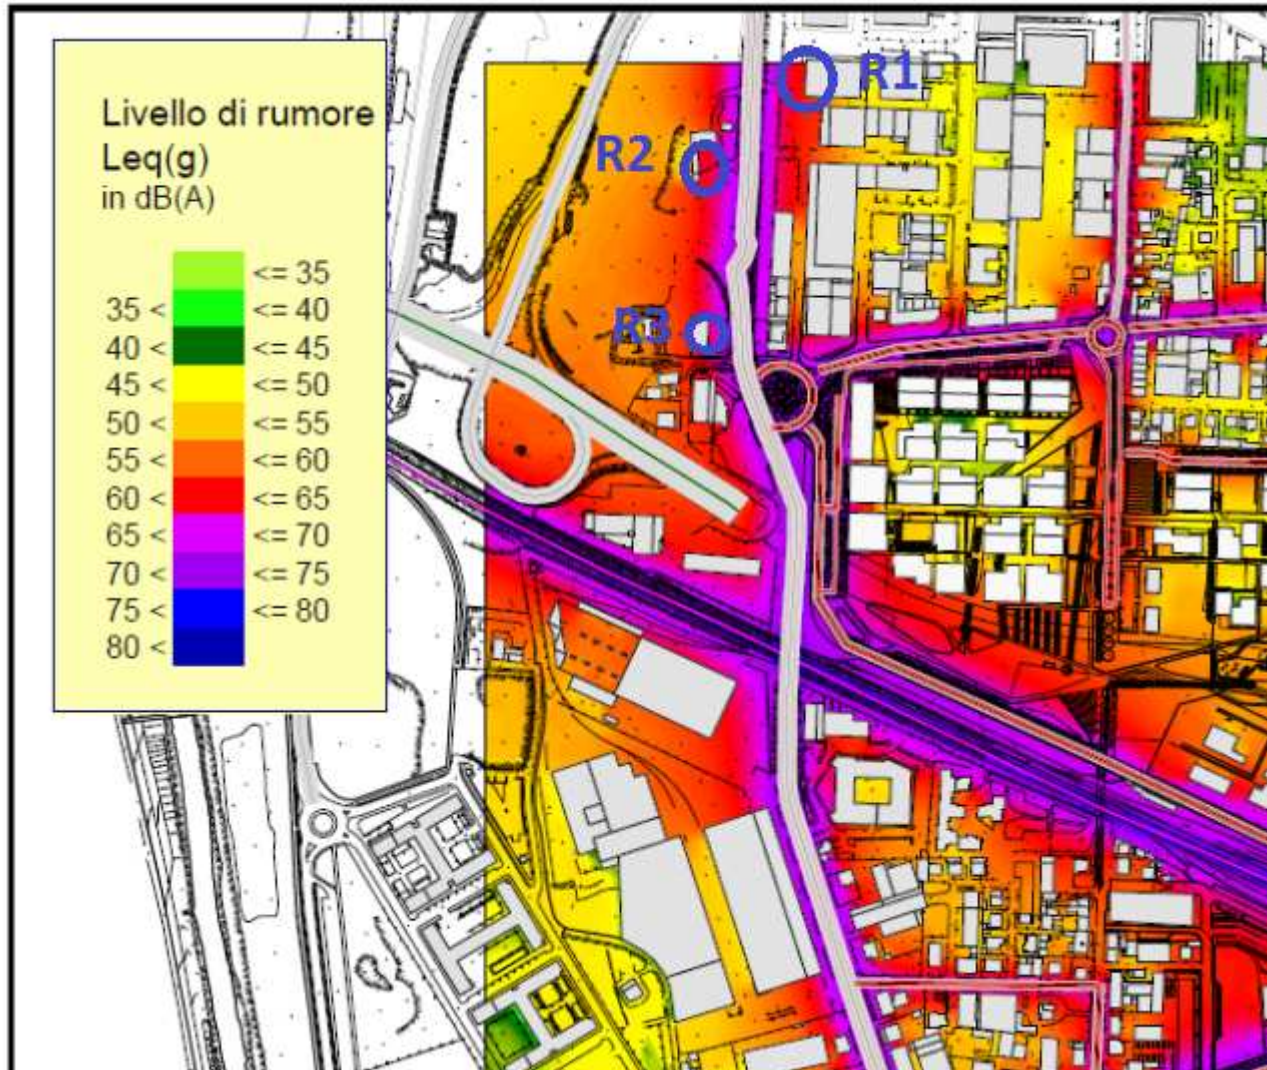 Livello di rumore
Leq(g)
in dB(A)
<= 35
35 < <= 40
40 < <= 45
45 < <= 50
50 < <= 55
55 < <= 60
60 < <= 65
65 < <= 70
70 < <= 75
75 < <= 80
80 <
R1
R2
R3